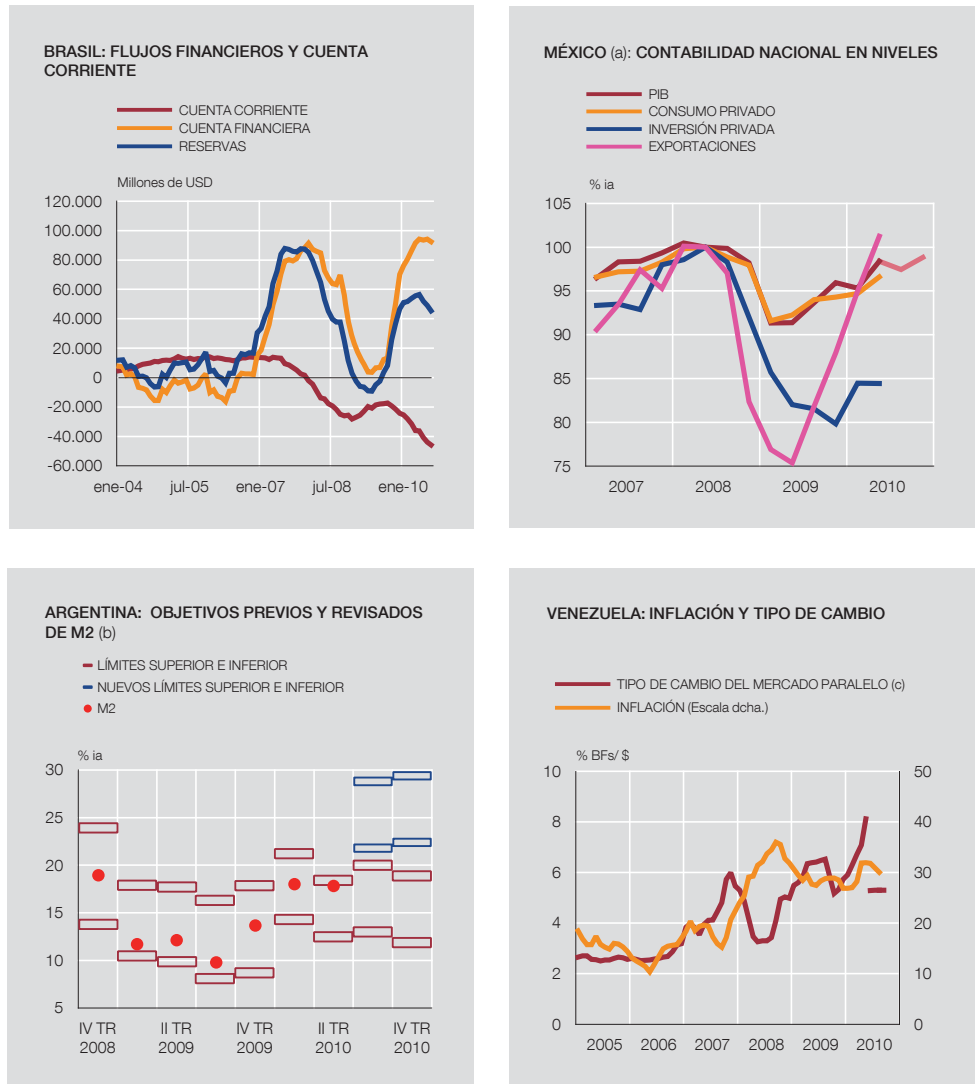 BRASIL: FLUJOS FINANCIEROS Y CUENTA
CORRIENTE
CUENTA CORRIENTE
CUENTA FINANCIERA
RESERVAS
Millones de USD
120.000
100.000
80.000
60.000
40.000
20.000
0
-20.000
-40.000
-60.000
ene-04 jul-05 ene-07 jul-08 ene-10
MÉXICO (a): CONTABILIDAD NACIONAL EN NIVELES
PIB
CONSUMO PRIVADO
INVERSIÓN PRIVADA
EXPORTACIONES
% ia
105
100
95
90
85
80
75
2007 2008 2009 2010
ARGENTINA: OBJETIVOS PREVIOS Y REVISADOS
DE M2 (b)
LÍMITES SUPERIOR E INFERIOR
NUEVOS LÍMITES SUPERIOR E INFERIOR
M2
% ia
30
25
20
15
10
5
IV TR II TR IV TR II TR IV TR
2008 2009 2009 2010 2010
VENEZUELA: INFLACIÓN Y TIPO DE CAMBIO
TIPO DE CAMBIO DEL MERCADO PARALELO (c)
INFLACIÓN (Escala dcha.)
% BFs/ $
10 50
8 40
6 30
4 20
2 10
0 0
2005 2006 2007 2008 2009 2010